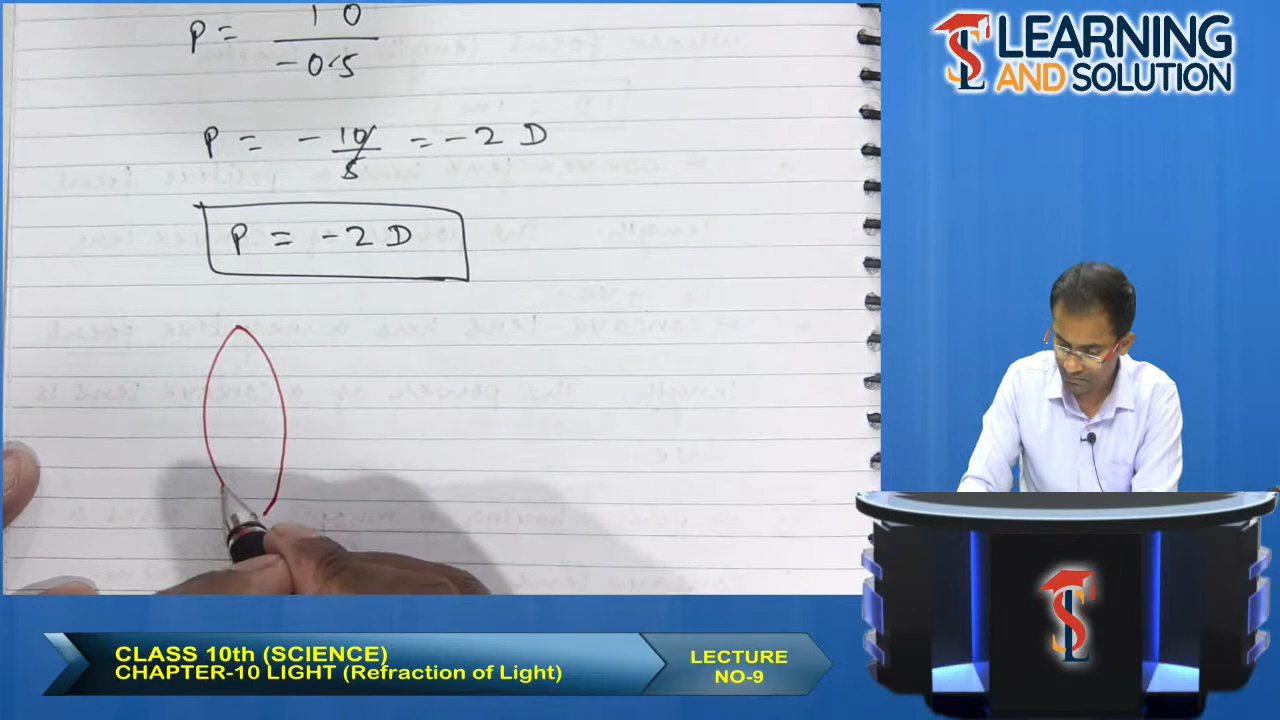 P = 1 0
-0.5
P = - 10/5 = -2 D
P = -2 D
LEARNING
AND SOLUTION
CLASS 10th (SCIENCE)
CHAPTER-10 LIGHT (Refraction of Light)
LECTURE
NO-9